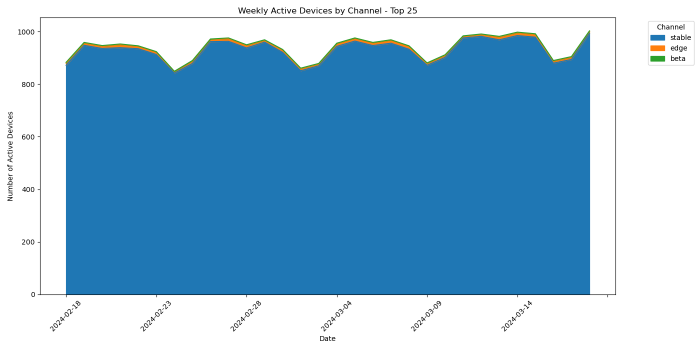 Weekly Active Devices by Channel - Top 25
Channel
stable
edge
beta
Number of Active Devices
1000
800
600
400
200
0
2024-02-18
2024-02-23
2024-02-28
2024-03-04
2024-03-09
2024-03-14
Date